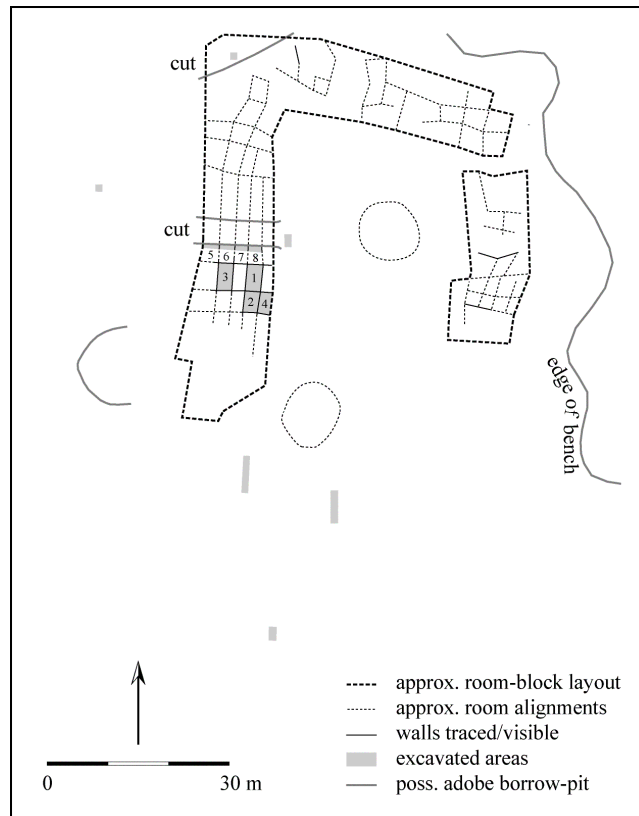 cut
cut
5 6 7 8
3 1
2 4
edge of bench
approx. room-block layout
approx. room alignments
walls traced/visible
excavated areas
poss. adobe borrow-pit
0 30 m